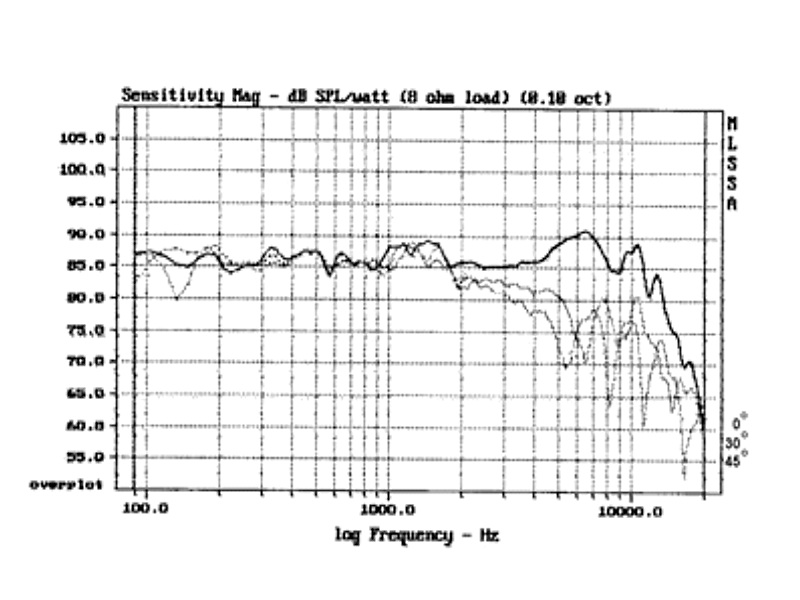 Sensitivity Mag - dB SPL/watt (8 ohm load) (0.10 oct)
MLSSA
105.0
100.0
95.0
90.0
85.0
80.0
75.0
70.0
65.0
60.0
55.0
0°
30°
45°
overplot
100.0 1000.0 10000.0
log Frequency - Hz